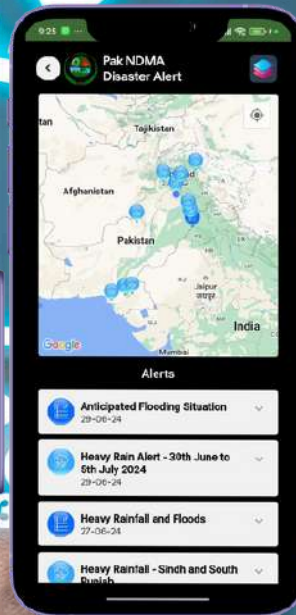 9:25
Pak NDMA
Disaster Alert
Tajikistan
Afghanistan
Pakistan
Jaipur
जयपुर
India
Mumbai
Google
Alerts
Anticipated Flooding Situation
29-06-24
Heavy Rain Alert - 30th June to
5th July 2024
29-06-24
Heavy Rainfall and Floods
27-06-24
Heavy Rainfall - Sindh and South
Punjab